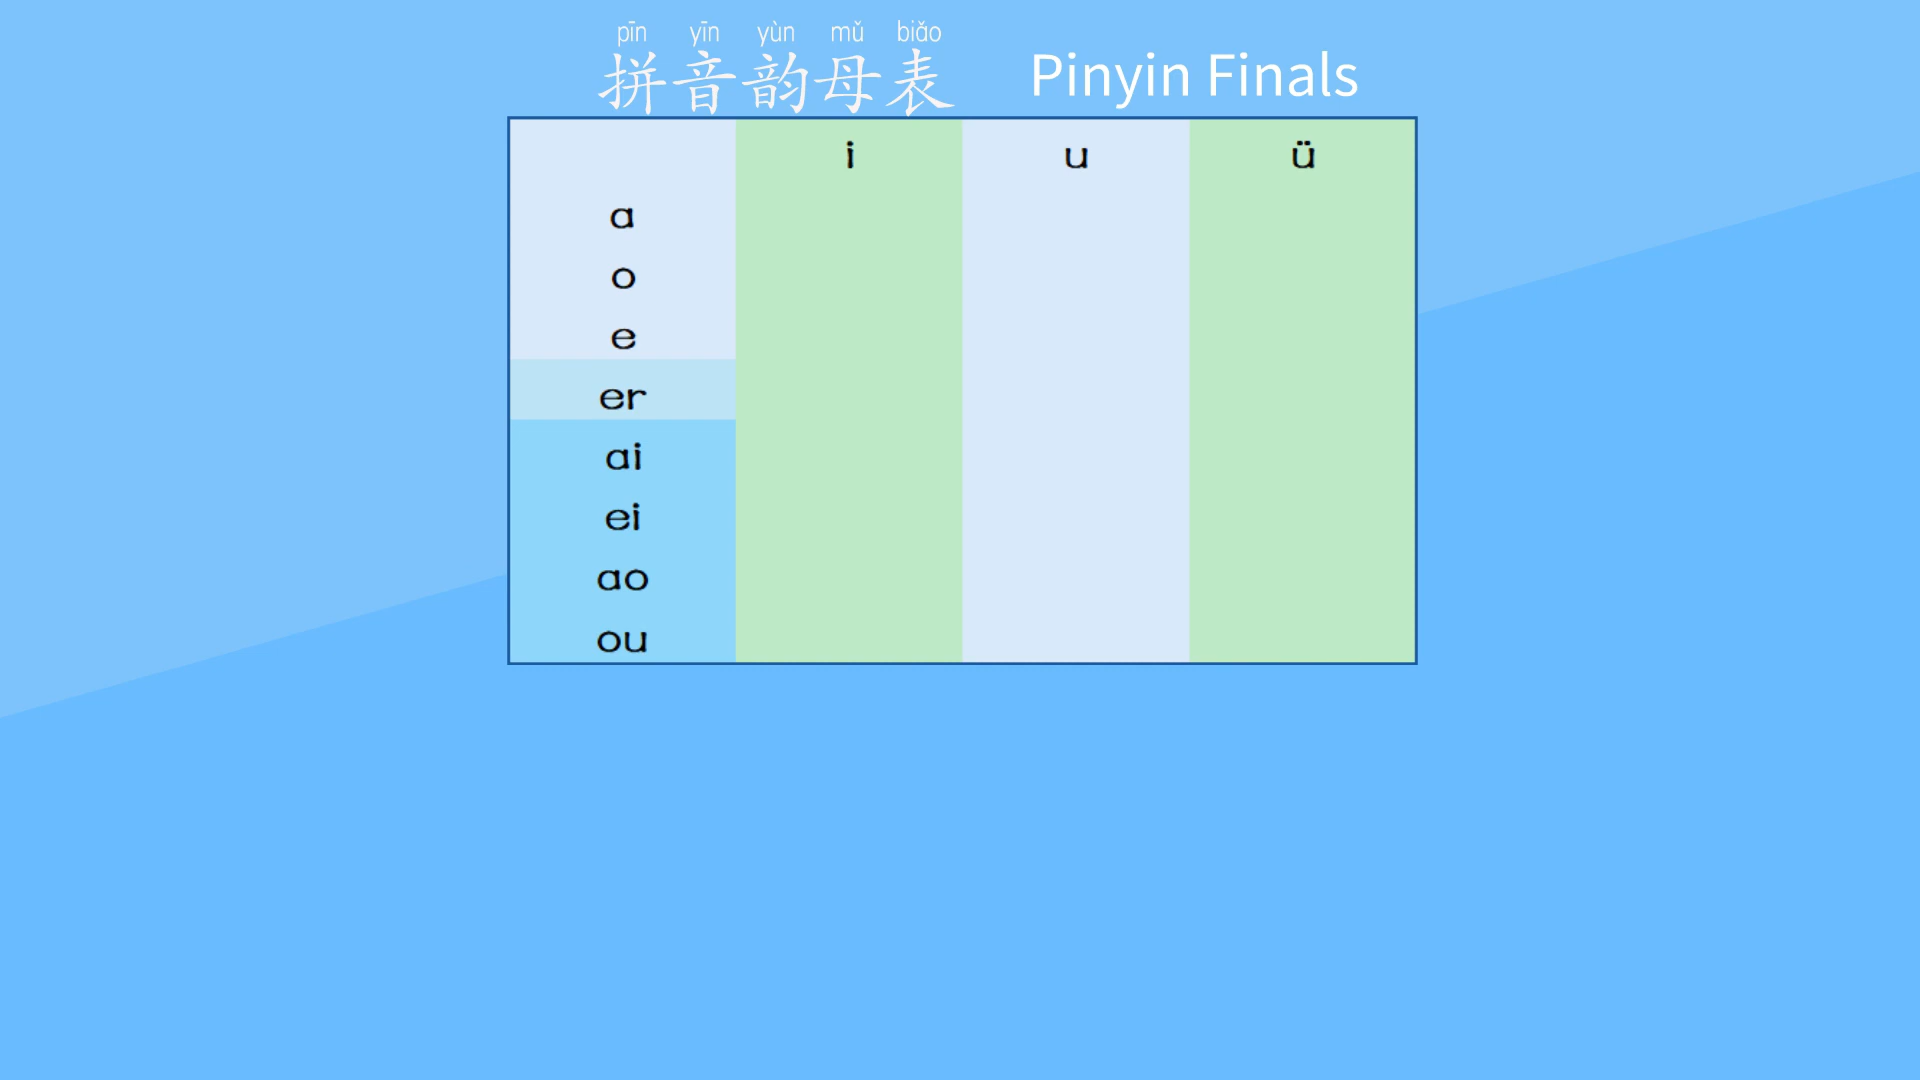 pīn yīn yùn mǔ biǎo
拼音韵母表 Pinyin Finals
i u ü
a
o
e
er
ai
ei
ao
ou